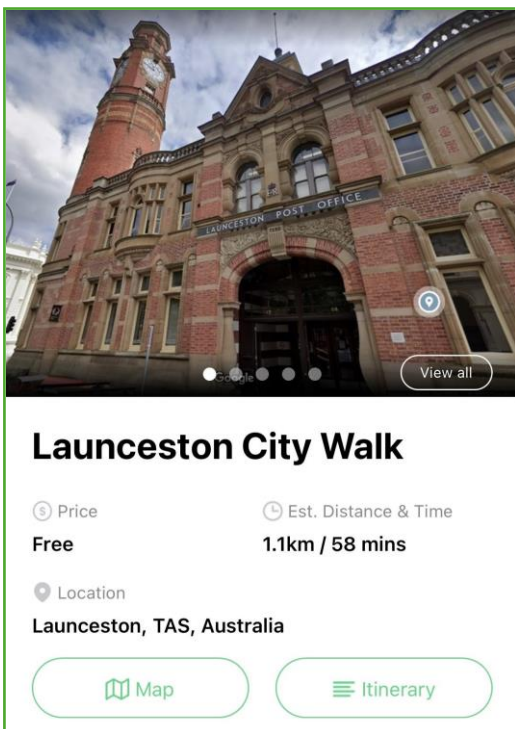 LAUNCESTON POST OFFICE
Google
View all
Launceston City Walk
Price
Est. Distance & Time
Free
1.1km / 58 mins
Location
Launceston, TAS, Australia
Map
Itinerary